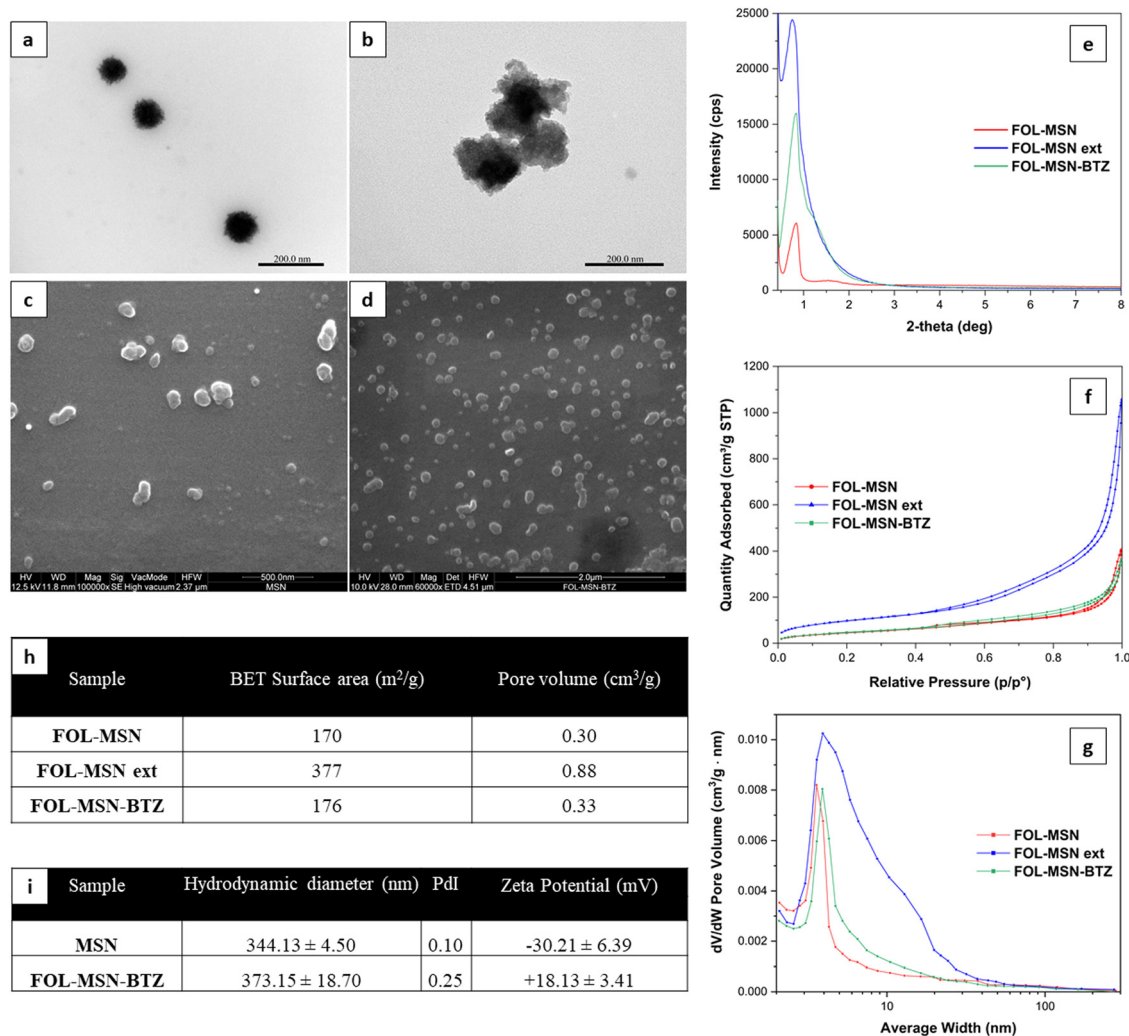 a
200.0 nm
b
200.0 nm
c
HV WD Mag Sig VacMode HFW 500.0nm
12.5 kV 11.8 mm 100000x SE High vacuum 2.37 µm MSN
d
HV WD Mag Det HFW 2.0µm
10.0 kV 28.0 mm 60000x ETD 4.51 µm FOL-MSN-BTZ
h
Sample BET Surface area (m²/g) Pore volume (cm³/g)
FOL-MSN 170 0.30
FOL-MSN ext 377 0.88
FOL-MSN-BTZ 176 0.33
i
Sample Hydrodynamic diameter (nm) PdI Zeta Potential (mV)
MSN 344.13 ± 4.50 0.10 -30.21 ± 6.39
FOL-MSN-BTZ 373.15 ± 18.70 0.25 +18.13 ± 3.41
e
Intensity (cps)
25000
20000
15000
10000
5000
0
FOL-MSN
FOL-MSN ext
FOL-MSN-BTZ
1 2 3 4 5 6 7 8
2-theta (deg)
f
Quantity Adsorbed (cm³/g STP)
1200
1000
800
600
400
200
0
FOL-MSN
FOL-MSN ext
FOL-MSN-BTZ
0.0 0.2 0.4 0.6 0.8 1.0
Relative Pressure (p/p°)
g
dV/dW Pore Volume (cm³/g · nm)
0.010
0.008
0.006
0.004
0.002
0.000
FOL-MSN
FOL-MSN ext
FOL-MSN-BTZ
10 100
Average Width (nm)